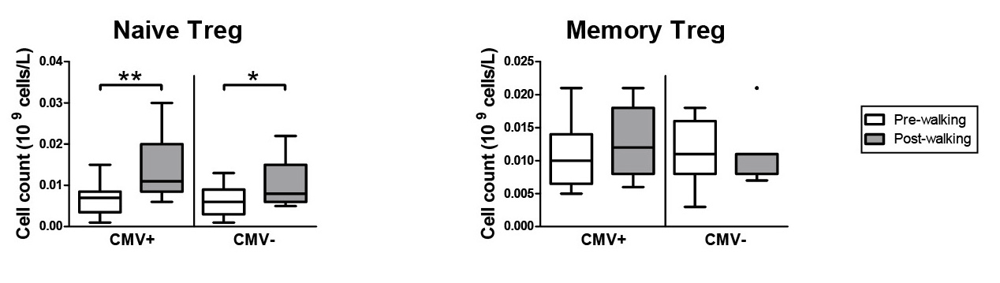 Naive Treg
Cell count (10 9 cells/L)
0.04
0.03
0.02
0.01
0.00
**
*
CMV+
CMV-
Memory Treg
Cell count (10 9 cells/L)
0.025
0.020
0.015
0.010
0.005
0.000
CMV+
CMV-
Pre-walking
Post-walking